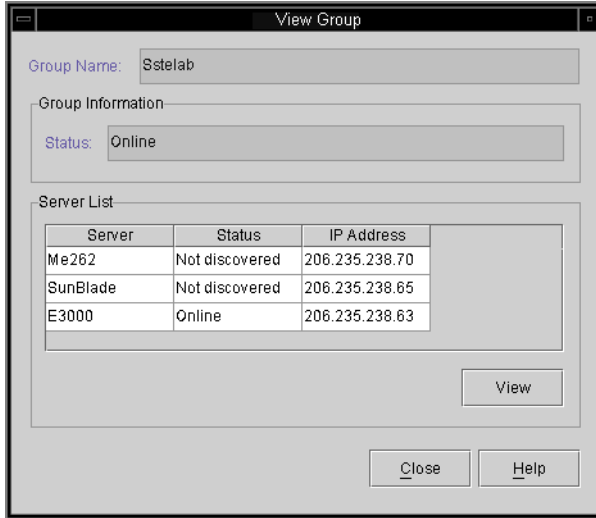 View Group
Group Name: Sstelab
Group Information
Status: Online
Server List
Server Status IP Address
Me262 Not discovered 206.235.238.70
SunBlade Not discovered 206.235.238.65
E3000 Online 206.235.238.63
View
Close Help